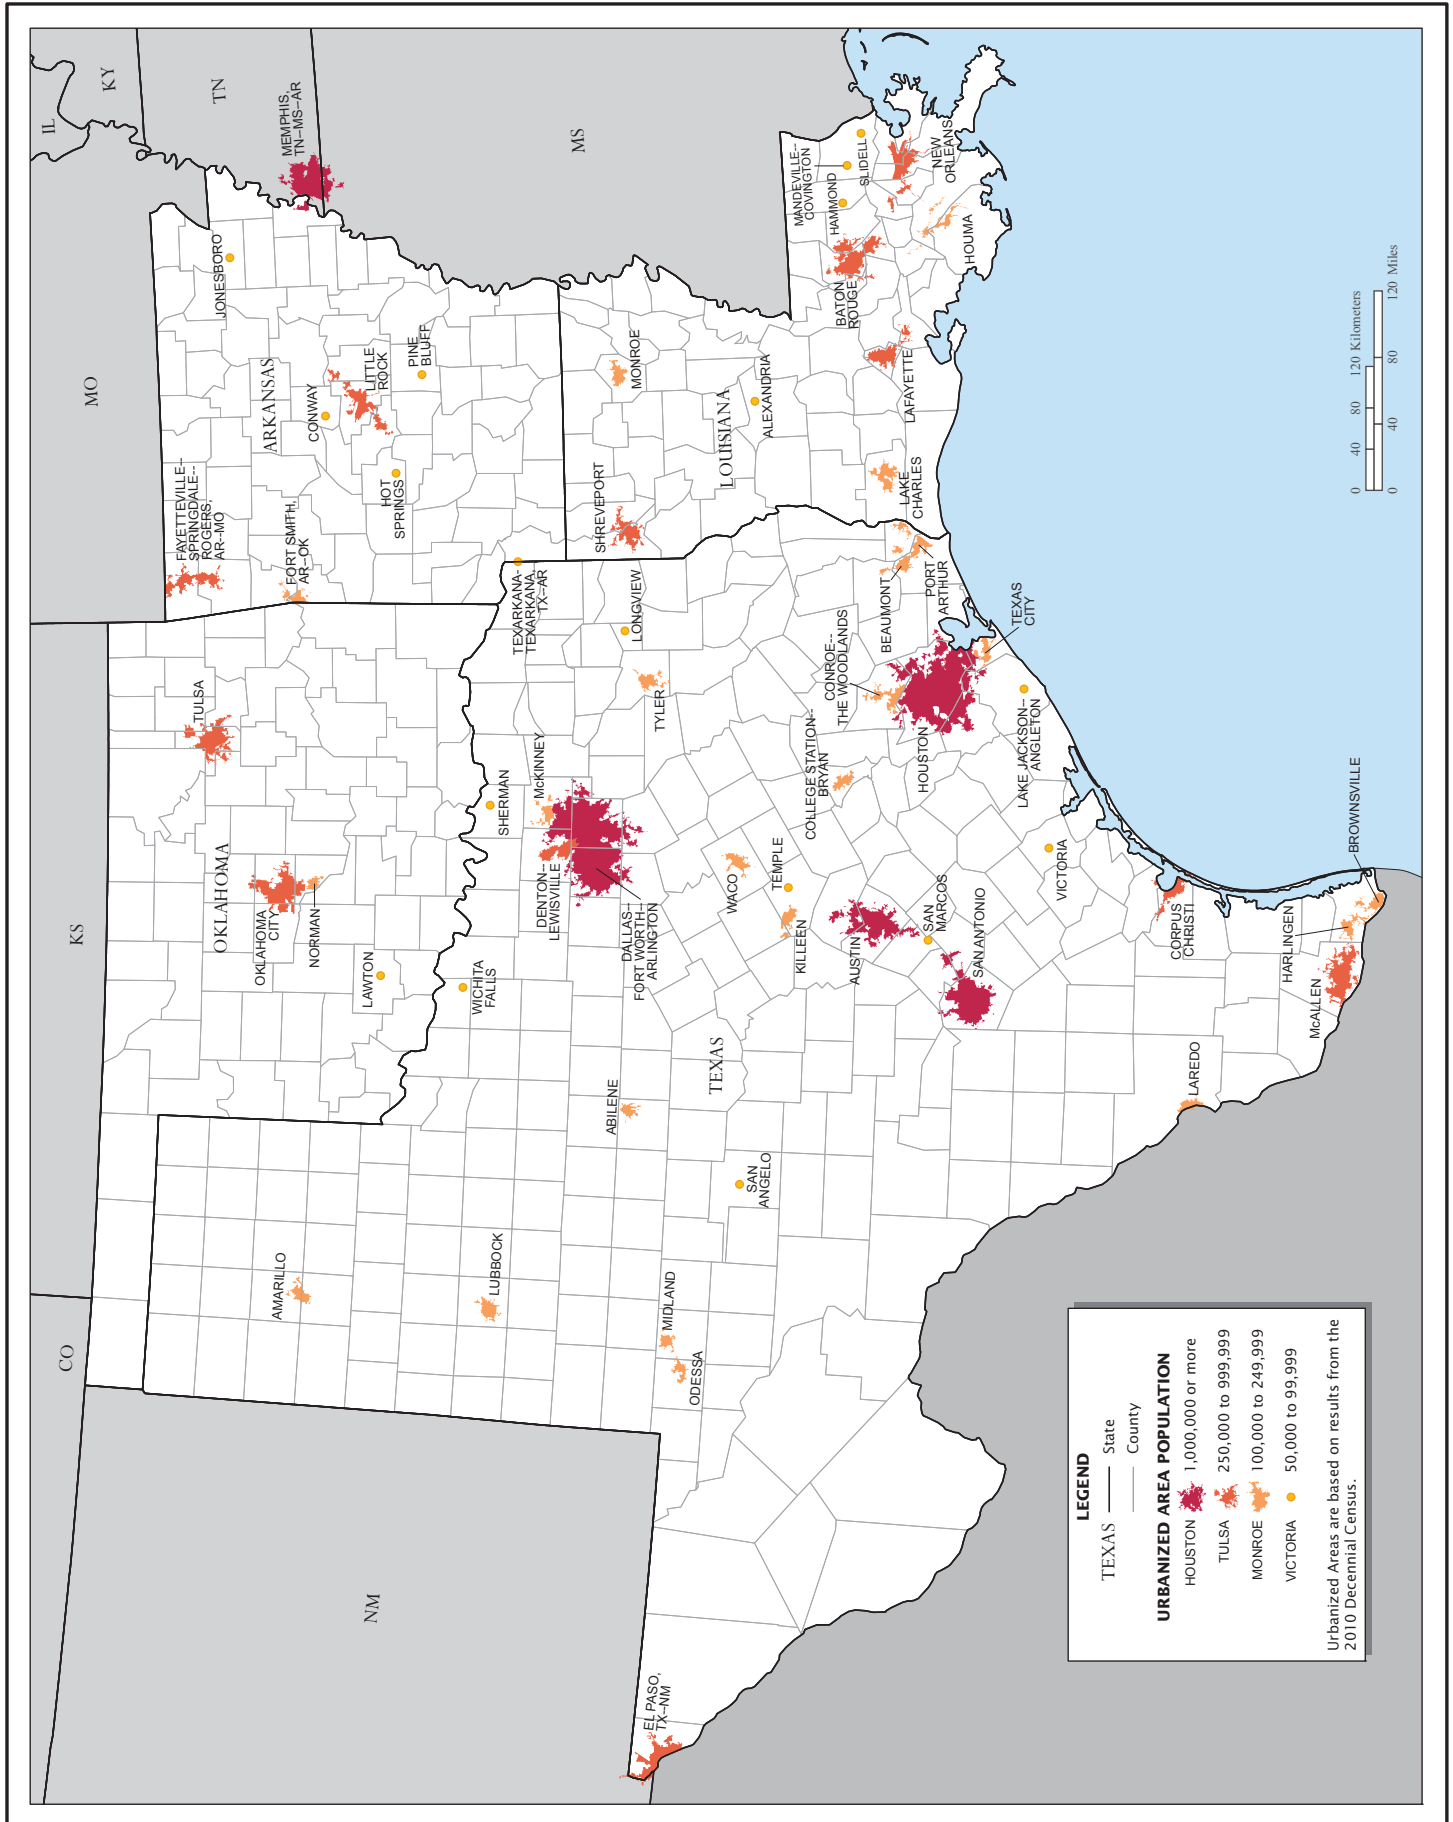 CO
KS
MO
IL
KY
TN
MS
NM
OKLAHOMA
ARKANSAS
TEXAS
LOUISIANA
TULSA
OKLAHOMA
CITY
NORMAN
LAWTON
FAYETTEVILLE--
SPRINGDALE--
ROGERS,
AR--MO
FORT SMITH,
AR--OK
JONESBORO
MEMPHIS,
TN--MS--AR
CONWAY
LITTLE
ROCK
HOT
SPRINGS
PINE
BLUFF
TEXARKANA--
TEXARKANA,
TX--AR
AMARILLO
LUBBOCK
WICHITA
FALLS
SHERMAN
McKINNEY
DENTON--
LEWISVILLE
DALLAS--
FORT WORTH--
ARLINGTON
ABILENE
MIDLAND
ODESSA
SAN
ANGELO
EL PASO,
TX--NM
LONGVIEW
TYLER
WACO
TEMPLE
KILLEEN
COLLEGE STATION--
BRYAN
AUSTIN
SAN
MARCOS
SAN ANTONIO
CONROE--
THE WOODLANDS
HOUSTON
BEAUMONT
PORT
ARTHUR
TEXAS
CITY
LAKE JACKSON--
ANGLETON
VICTORIA
CORPUS
CHRISTI
LAREDO
HARLINGEN
McALLEN
BROWNSVILLE
SHREVEPORT
MONROE
ALEXANDRIA
LAKE
CHARLES
LAFAYETTE
BATON
ROUGE
HAMMOND
MANDEVILLE--
COVINGTON
SLIDELL
NEW
ORLEANS
HOUMA
0 40 80 120 Kilometers
0 40 80 120 Miles
LEGEND
TEXAS State
County
URBANIZED AREA POPULATION
HOUSTON 1,000,000 or more
TULSA 250,000 to 999,999
MONROE 100,000 to 249,999
VICTORIA 50,000 to 99,999
Urbanized Areas are based on results from the
2010 Decennial Census.